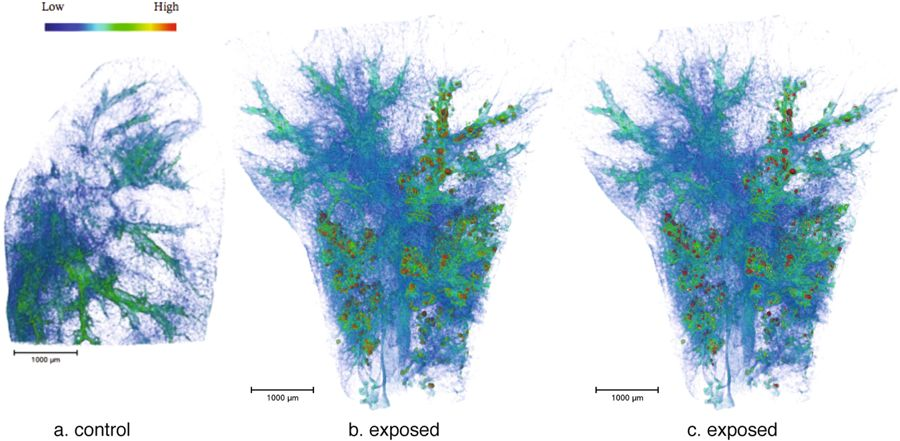 Low High
1000 µm
1000 µm
1000 µm
a. control
b. exposed
c. exposed